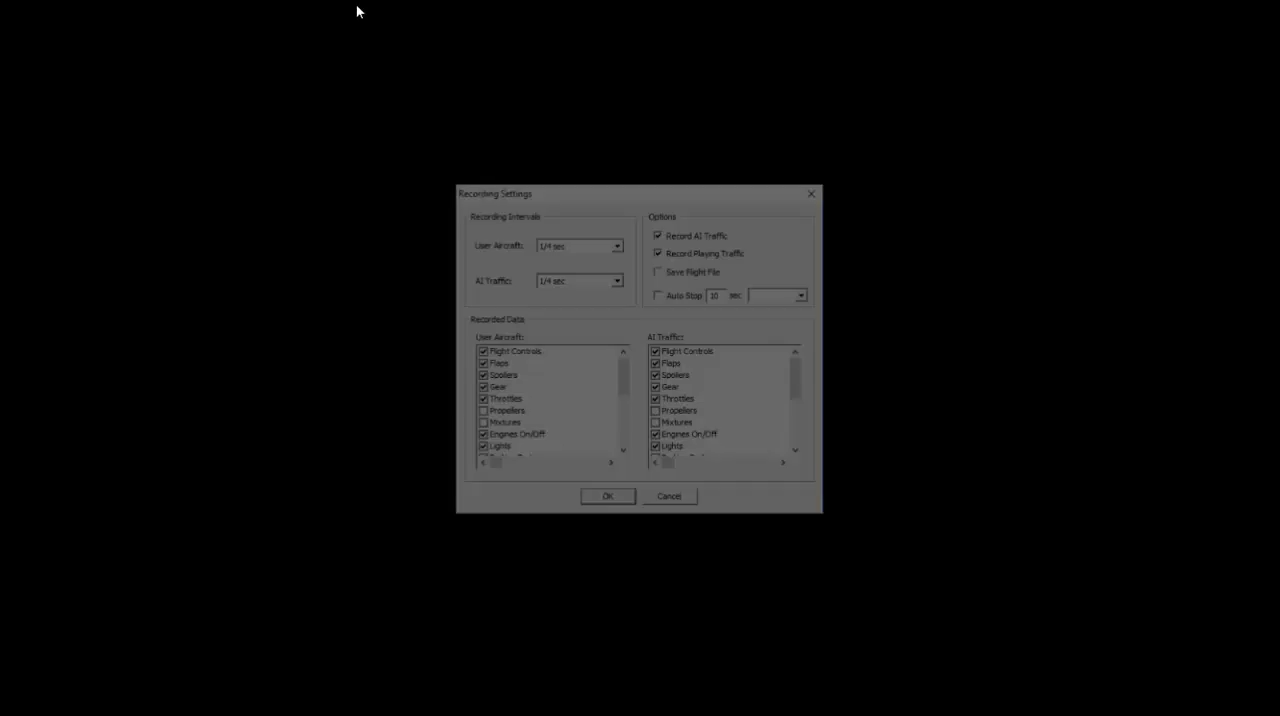 Recording Settings
Recording Intervals
User Aircraft: 1/4 sec
AI Traffic: 1/4 sec
Options
Record AI Traffic
Record Playing Traffic
Save Flight File
Auto Stop 10 sec
Recorded Data
User Aircraft:
Flight Controls
Flaps
Spoilers
Gear
Throttles
Propellers
Mixtures
Engines On/Off
Lights
AI Traffic:
Flight Controls
Flaps
Spoilers
Gear
Throttles
Propellers
Mixtures
Engines On/Off
Lights
OK
Cancel